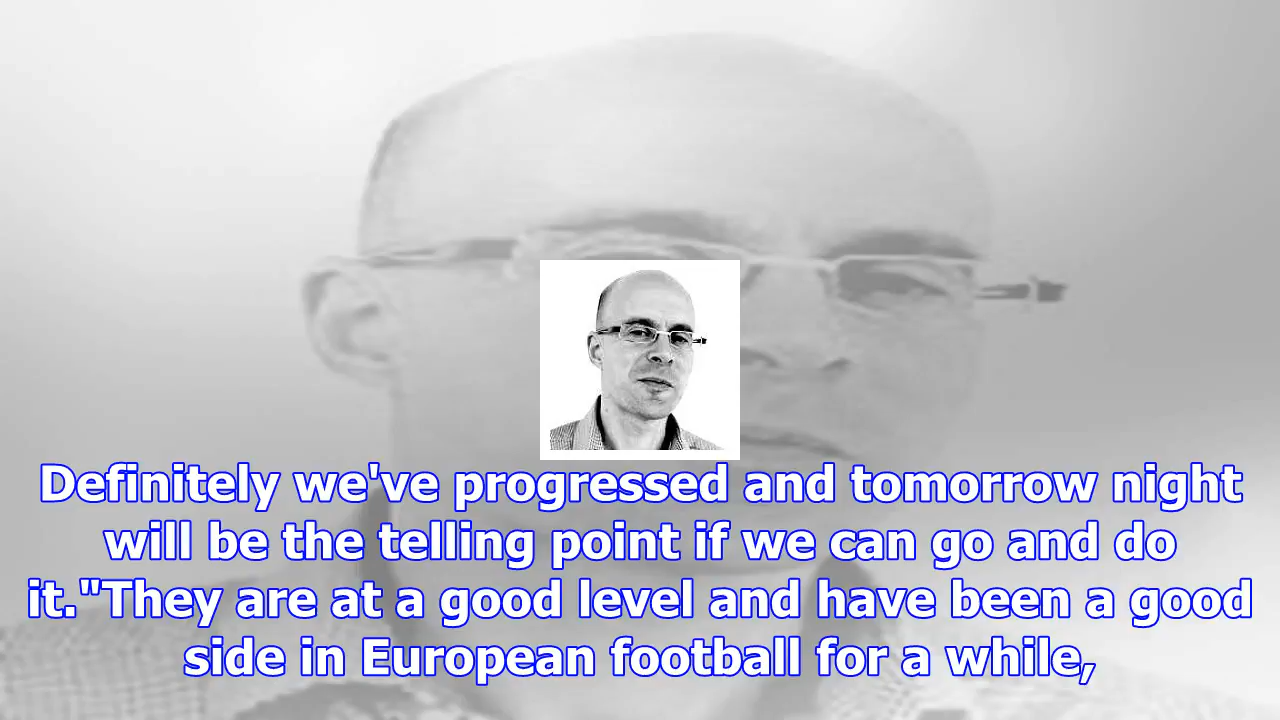 Definitely we've progressed and tomorrow night
will be the telling point if we can go and do
it."They are at a good level and have been a good
side in European football for a while,